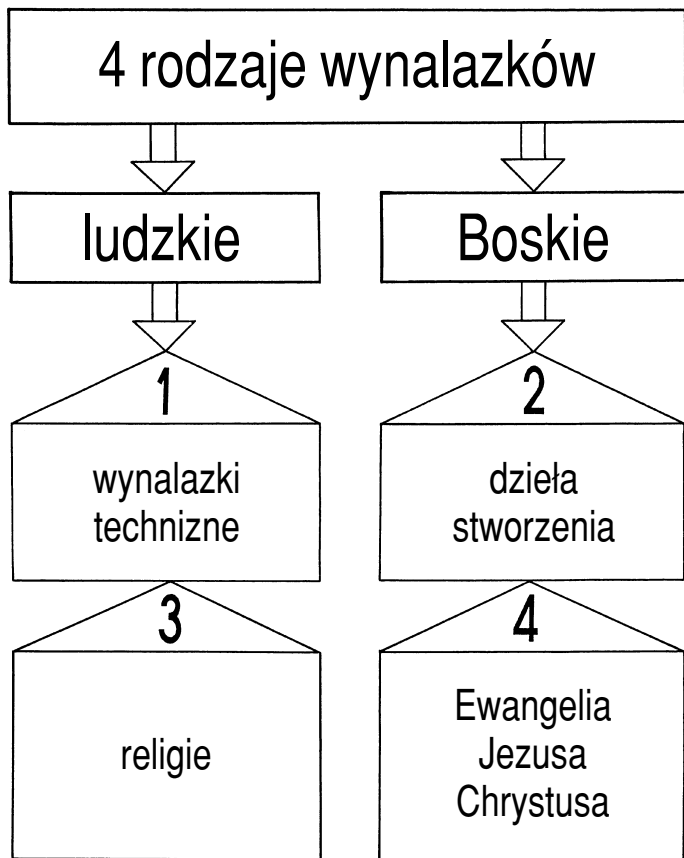 4 rodzaje wynalazków
ludzkie
Boskie
1
wynalazki
technizne
2
dzieła
stworzenia
3
religie
4
Ewangelia
Jezusa
Chrystusa